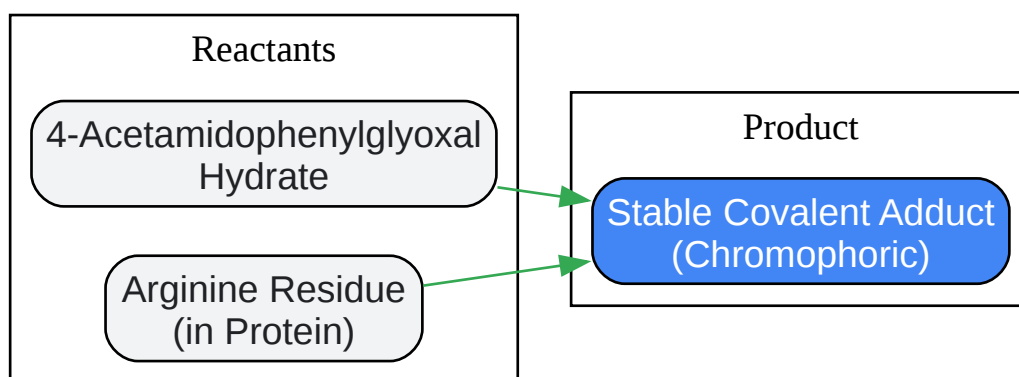 Reactants
4-Acetamidophenylglyoxal
Hydrate
Arginine Residue
(in Protein)
Product
Stable Covalent Adduct
(Chromophoric)